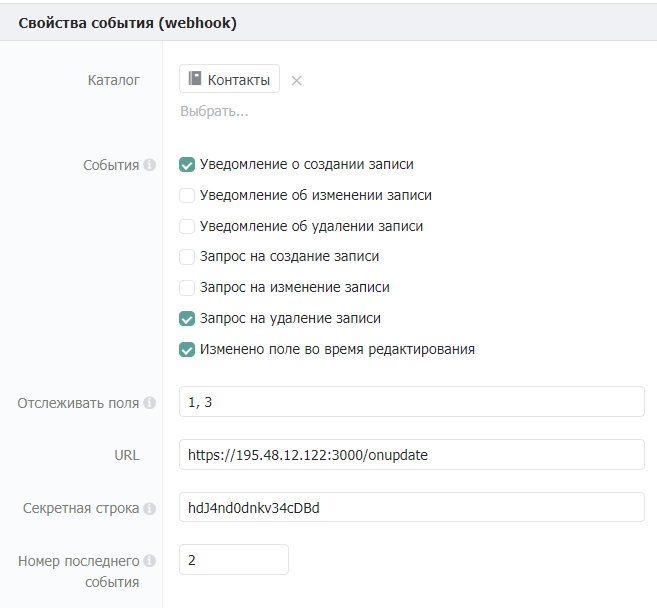 Свойства события (webhook)
Каталог
Контакты
Выбрать...
События
Уведомление о создании записи
Уведомление об изменении записи
Уведомление об удалении записи
Запрос на создание записи
Запрос на изменение записи
Запрос на удаление записи
Изменено поле во время редактирования
Отслеживать поля
1, 3
URL
https://195.48.12.122:3000/onupdate
Секретная строка
hdJ4nd0dnkv34cDBd
Номер последнего
события
2